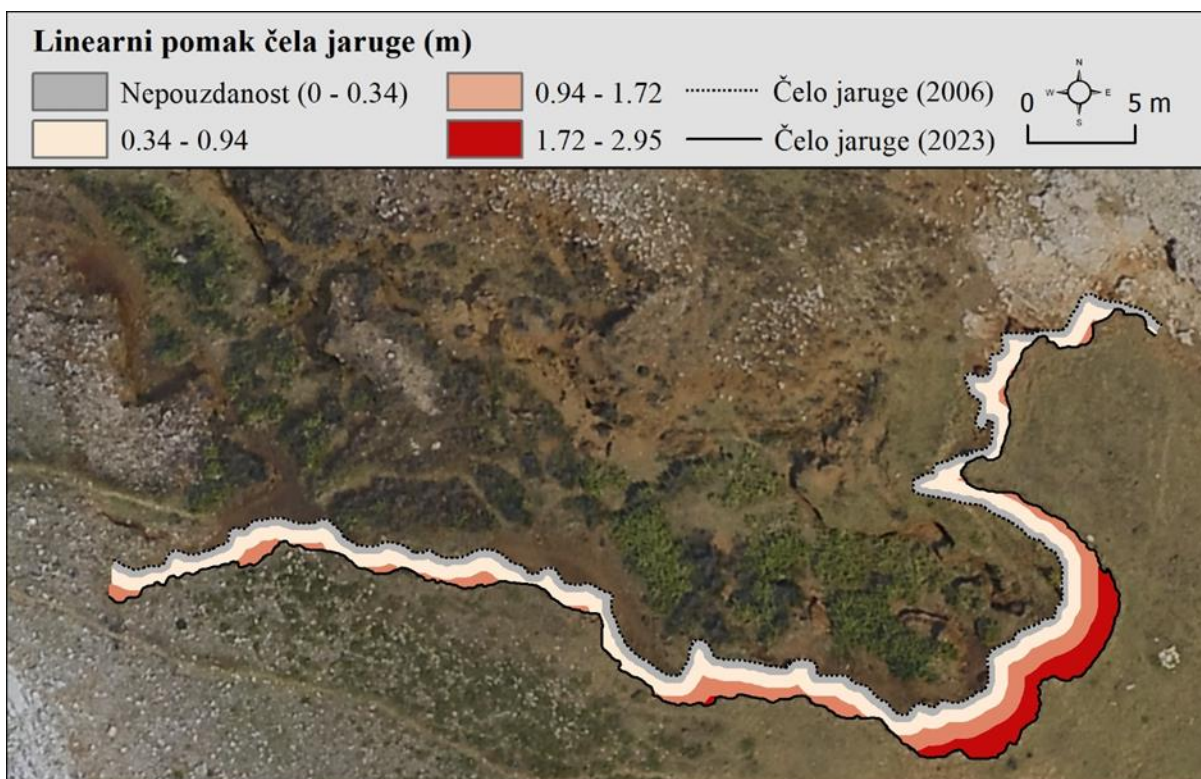 Linearni pomak čela jaruge (m)
Nepouzdanost (0 - 0.34)
0.34 - 0.94
0.94 - 1.72
1.72 - 2.95
Čelo jaruge (2006)
Čelo jaruge (2023)
N
W E
S
0 5 m